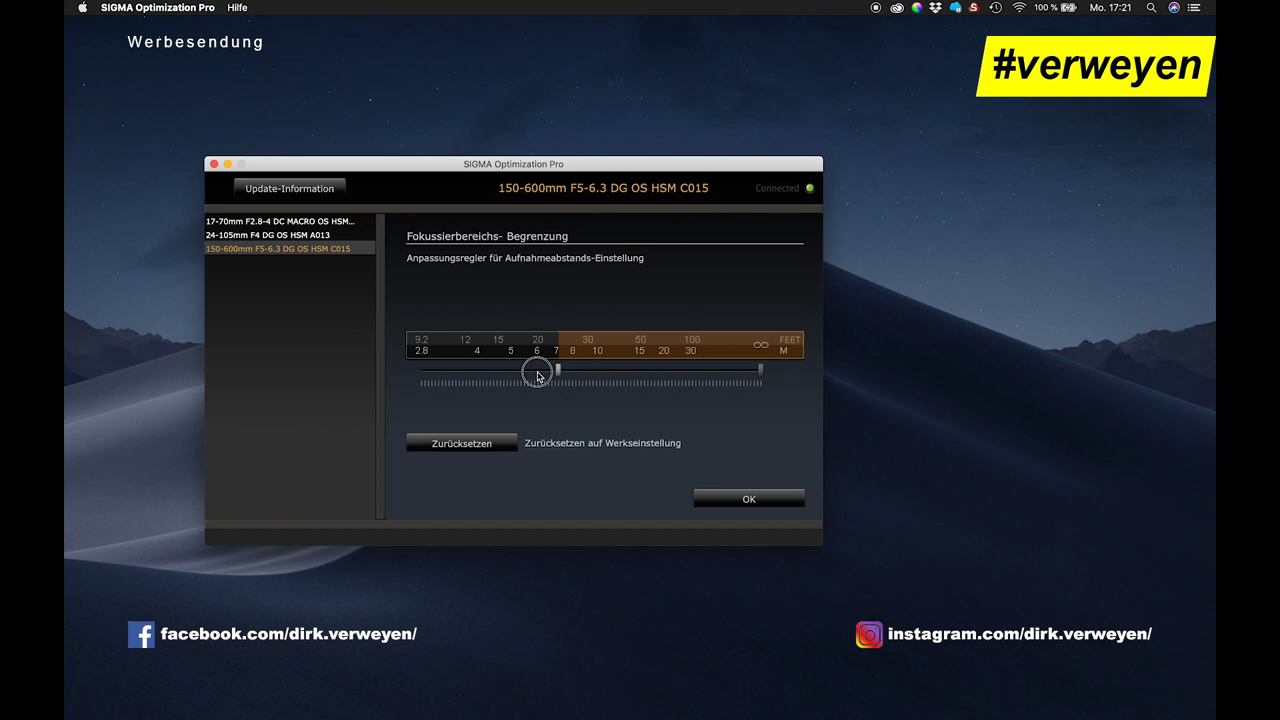 SIGMA Optimization Pro Hilfe 100 % Mo. 17:21
Werbesendung
#verweyen
SIGMA Optimization Pro
Update-Information 150-600mm F5-6.3 DG OS HSM C015 Connected
17-70mm F2.8-4 DC MACRO OS HSM...
24-105mm F4 DG OS HSM A013
150-600mm F5-6.3 DG OS HSM C015
Fokussierbereichs- Begrenzung
Anpassungsregler für Aufnahmeabstands-Einstellung
9.2 12 15 20 30 50 100 ∞ FEET
2.8 4 5 6 7 8 10 15 20 30 M
Zurücksetzen Zurücksetzen auf Werkseinstellung
OK
facebook.com/dirk.verweyen/
instagram.com/dirk.verweyen/